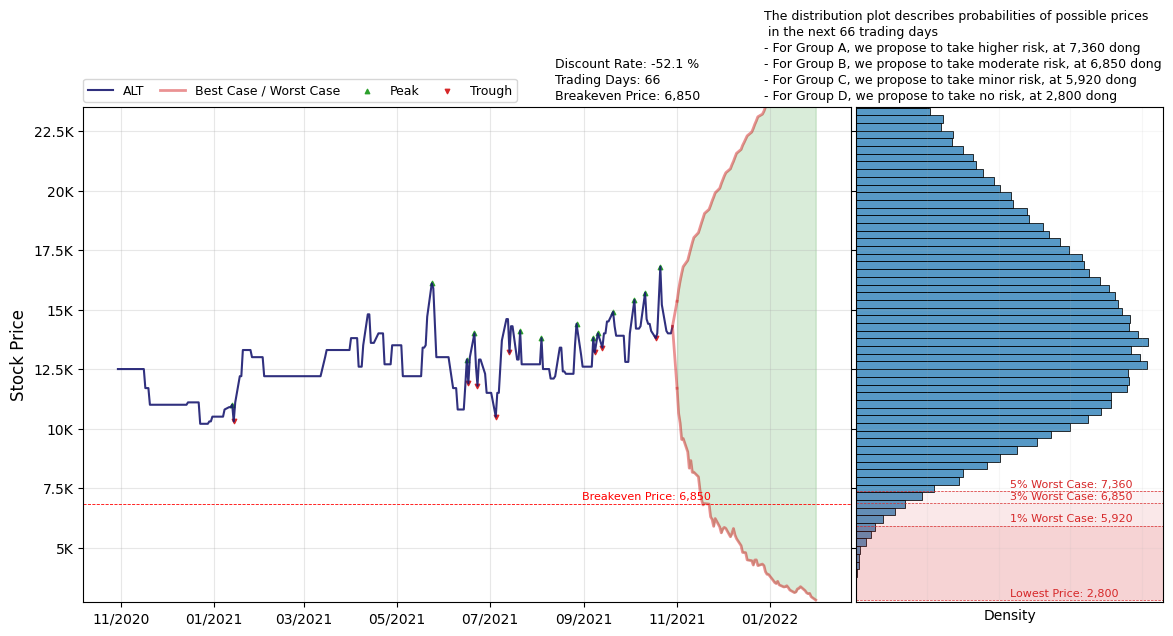 The distribution plot describes probabilities of possible prices
in the next 66 trading days
- For Group A, we propose to take higher risk, at 7,360 dong
- For Group B, we propose to take moderate risk, at 6,850 dong
- For Group C, we propose to take minor risk, at 5,920 dong
- For Group D, we propose to take no risk, at 2,800 dong
Discount Rate: -52.1 %
Trading Days: 66
Breakeven Price: 6,850
ALT
Best Case / Worst Case
Peak
Trough
Stock Price
22.5K
20K
17.5K
15K
12.5K
10K
7.5K
5K
Breakeven Price: 6,850
5% Worst Case: 7,360
3% Worst Case: 6,850
1% Worst Case: 5,920
Lowest Price: 2,800
11/2020
01/2021
03/2021
05/2021
07/2021
09/2021
11/2021
01/2022
Density